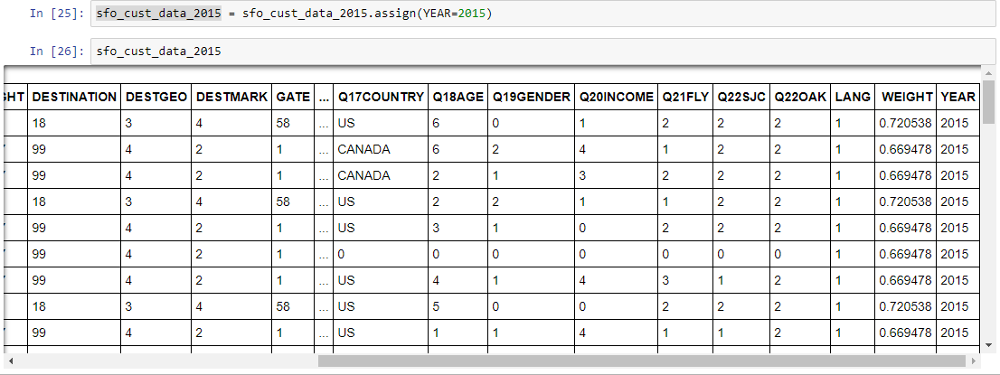 In [25]: sfo_cust_data_2015 = sfo_cust_data_2015.assign(YEAR=2015)
In [26]: sfo_cust_data_2015
HT DESTINATION DESTGEO DESTMARK GATE ... Q17COUNTRY Q18AGE Q19GENDER Q20INCOME Q21FLY Q22SJC Q22OAK LANG WEIGHT YEAR
18 3 4 58 ... US 6 0 1 2 2 2 1 0.720538 2015
99 4 2 1 ... CANADA 6 2 4 1 2 2 1 0.669478 2015
99 4 2 1 ... CANADA 2 1 3 2 2 2 1 0.669478 2015
18 3 4 58 ... US 2 2 1 1 2 2 1 0.720538 2015
99 4 2 1 ... US 3 1 0 2 2 2 1 0.669478 2015
99 4 2 1 ... 0 0 0 0 0 0 0 1 0.669478 2015
99 4 2 1 ... US 4 1 4 3 1 2 1 0.669478 2015
18 3 4 58 ... US 5 0 0 2 2 2 1 0.720538 2015
99 4 2 1 ... US 1 1 4 1 1 2 1 0.669478 2015